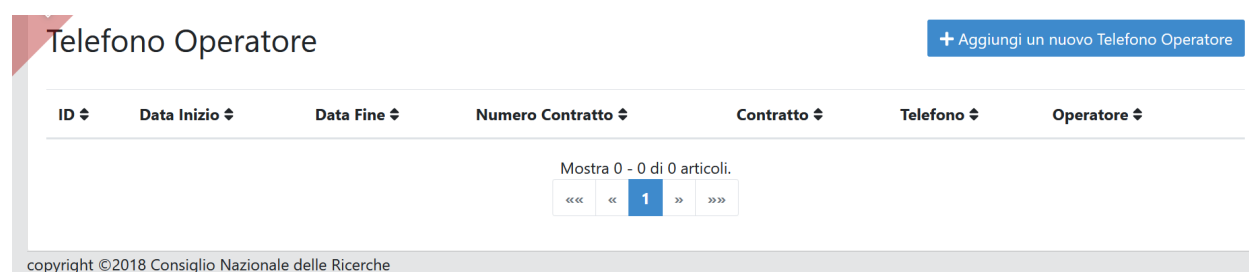 Telefono Operatore
+ Aggiungi un nuovo Telefono Operatore
ID Data Inizio Data Fine Numero Contratto Contratto Telefono Operatore
Mostra 0 - 0 di 0 articoli.
«« « 1 » »»
copyright ©2018 Consiglio Nazionale delle Ricerche